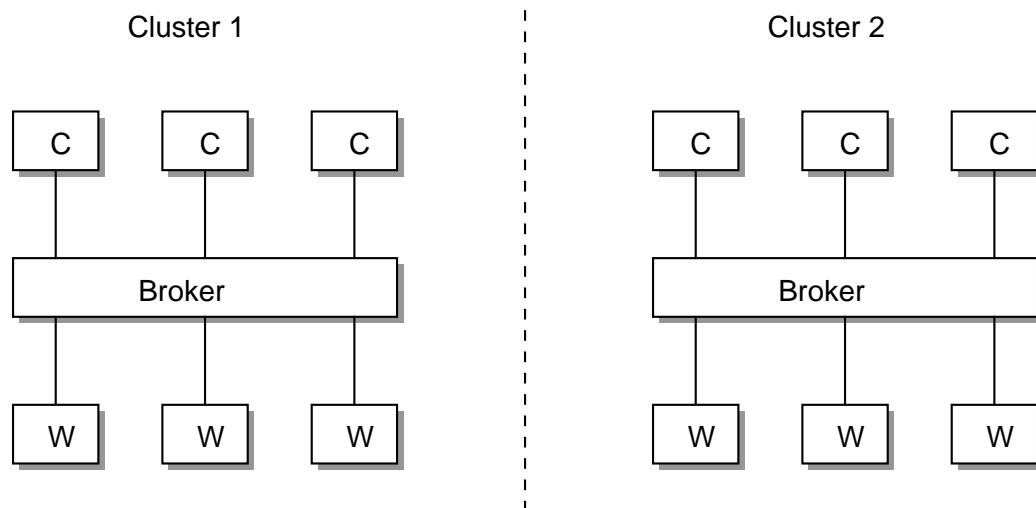 Cluster 1
Cluster 2
C C C
C C C
Broker
Broker
W W W
W W W